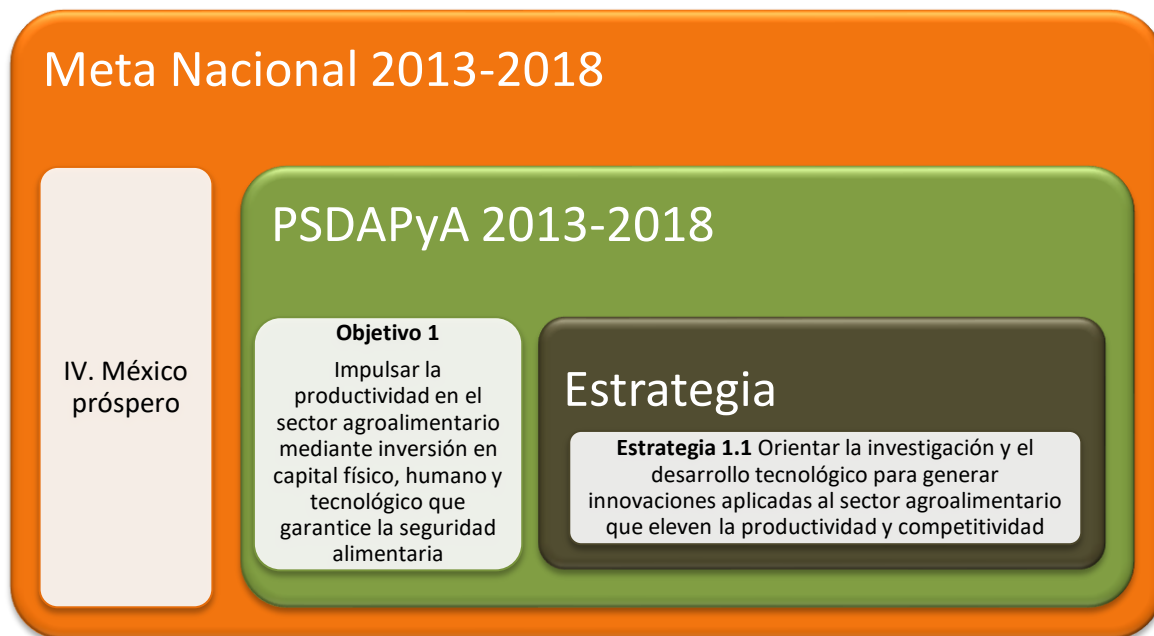 Meta Nacional 2013-2018
IV. México
próspero
PSDAPyA 2013-2018
Objetivo 1
Impulsar la
productividad en el
sector agroalimentario
mediante inversión en
capital físico, humano y
tecnológico que
garantice la seguridad
alimentaria
Estrategia
Estrategia 1.1 Orientar la investigación y el
desarrollo tecnológico para generar
innovaciones aplicadas al sector agroalimentario
que eleven la productividad y competitividad